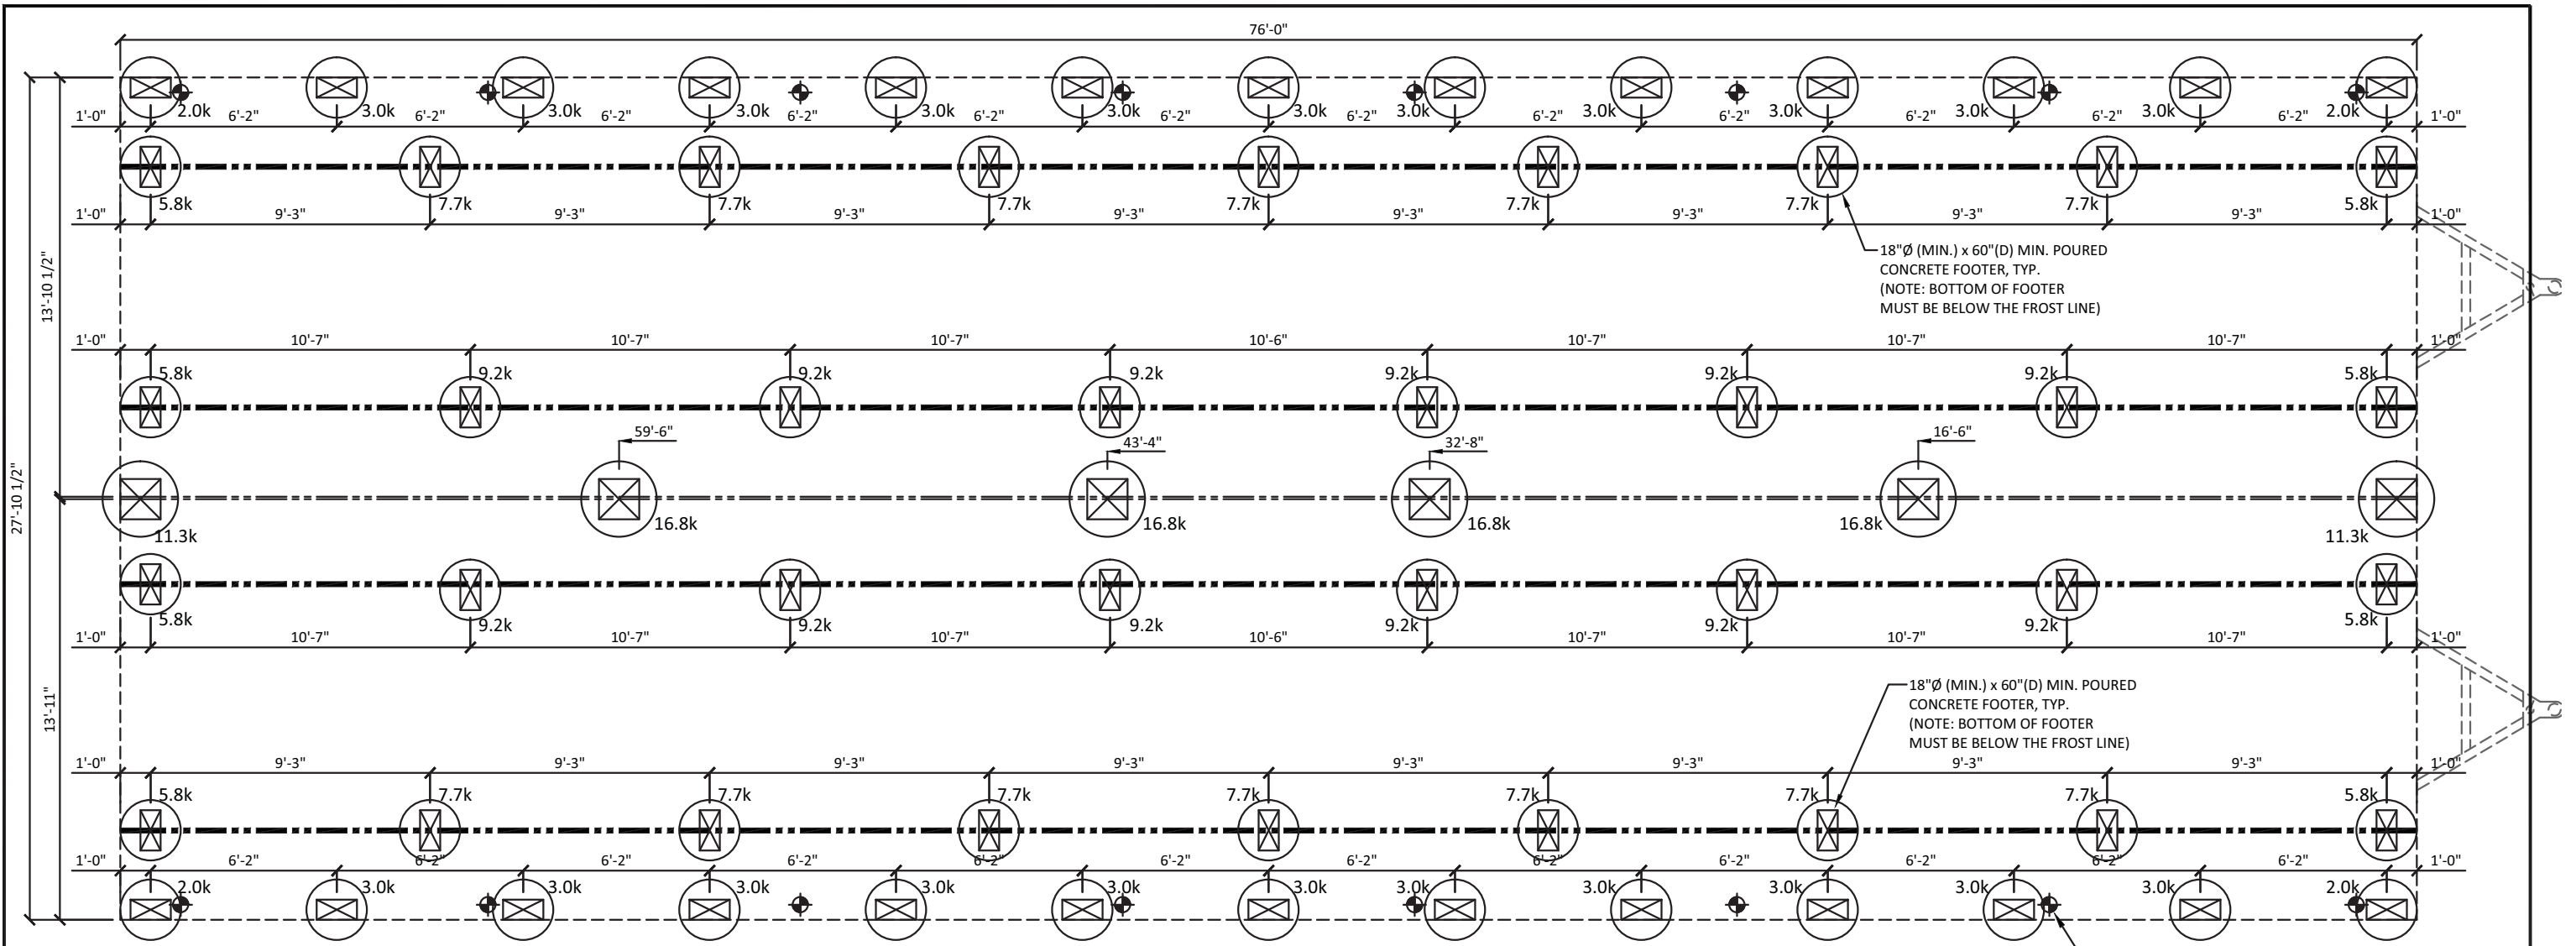 76'-0"
2.0k 3.0k 3.0k 3.0k 3.0k 3.0k 3.0k 3.0k 3.0k 3.0k 3.0k 3.0k 2.0k
1'-0" 6'-2" 6'-2" 6'-2" 6'-2" 6'-2" 6'-2" 6'-2" 6'-2" 6'-2" 6'-2" 6'-2" 6'-2" 1'-0"
5.8k 7.7k 7.7k 7.7k 7.7k 7.7k 7.7k 7.7k 5.8k
1'-0" 9'-3" 9'-3" 9'-3" 9'-3" 9'-3" 9'-3" 9'-3" 9'-3" 1'-0"
18"Ø (MIN.) x 60"(D) MIN. POURED
CONCRETE FOOTER, TYP.
(NOTE: BOTTOM OF FOOTER
MUST BE BELOW THE FROST LINE)
13'-10 1/2"
1'-0" 10'-7" 10'-7" 10'-7" 10'-6" 10'-7" 10'-7" 10'-7" 1'-0"
5.8k 9.2k 9.2k 9.2k 9.2k 9.2k 9.2k 5.8k
59'-6" 43'-4" 32'-8" 16'-6"
27'-10 1/2"
11.3k 16.8k 16.8k 16.8k 16.8k 11.3k
5.8k 9.2k 9.2k 9.2k 9.2k 9.2k 9.2k 5.8k
1'-0" 10'-7" 10'-7" 10'-7" 10'-6" 10'-7" 10'-7" 10'-7" 1'-0"
13'-11"
18"Ø (MIN.) x 60"(D) MIN. POURED
CONCRETE FOOTER, TYP.
(NOTE: BOTTOM OF FOOTER
MUST BE BELOW THE FROST LINE)
1'-0" 9'-3" 9'-3" 9'-3" 9'-3" 9'-3" 9'-3" 9'-3" 9'-3" 1'-0"
5.8k 7.7k 7.7k 7.7k 7.7k 7.7k 7.7k 7.7k 5.8k
1'-0" 6'-2" 6'-2" 6'-2" 6'-2" 6'-2" 6'-2" 6'-2" 6'-2" 6'-2" 6'-2" 6'-2" 6'-2" 1'-0"
2.0k 3.0k 3.0k 3.0k 3.0k 3.0k 3.0k 3.0k 3.0k 3.0k 3.0k 3.0k 2.0k